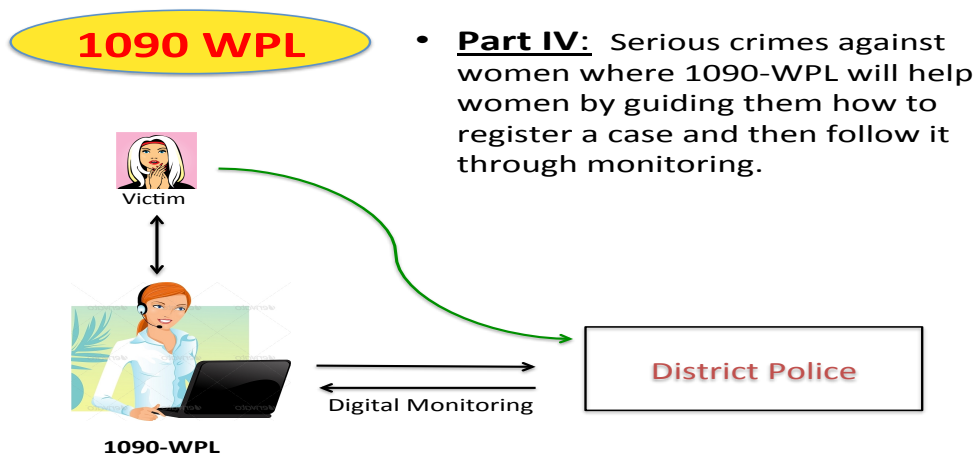 1090 WPL
• Part IV: Serious crimes against
women where 1090-WPL will help
women by guiding them how to
register a case and then follow it
through monitoring.
Victim
District Police
Digital Monitoring
1090-WPL